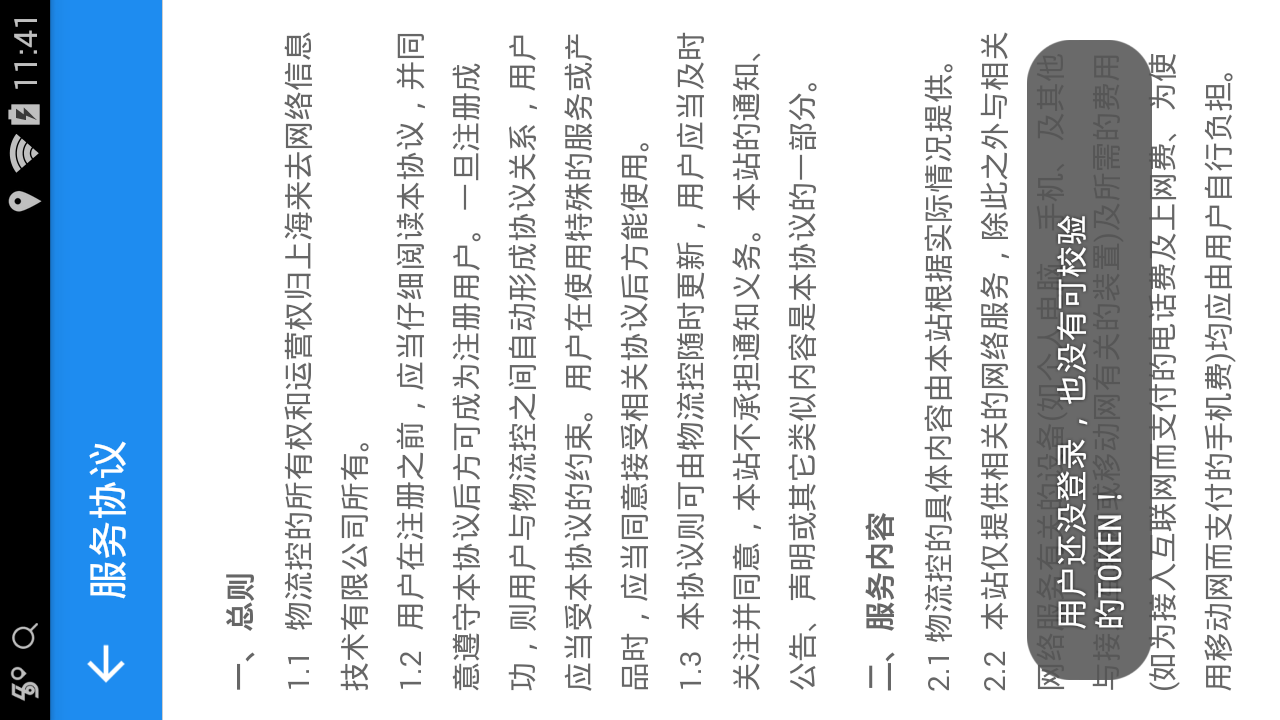 11:41
服务协议
一、总则
1.1 物流控的所有权和运营权归上海来去网络信息
技术有限公司所有。
1.2 用户在注册之前，应当仔细阅读本协议，并同
意遵守本协议后方可成为注册用户。一旦注册成
功，则用户与物流控之间自动形成协议关系，用户
应当受本协议的约束。用户在使用特殊的服务或产
品时，应当同意接受相关协议后方能使用。
1.3 本协议则可由物流控随时更新，用户应当及时
关注并同意，本站不承担通知义务。本站的通知、
公告、声明或其它类似内容是本协议的一部分。
二、服务内容
2.1 物流控的具体内容由本站根据实际情况提供。
2.2 本站仅提供相关的网络服务，除此之外与相关
网络服务有关的设备(如个人电脑、手机、及其他
与接入互联网或移动网有关的装置)及所需的费用
(如为接入互联网而支付的电话费及上网费、为使
用移动网而支付的手机费)均应由用户自行负担。
用户还没登录，也没有可校验
的TOKEN！